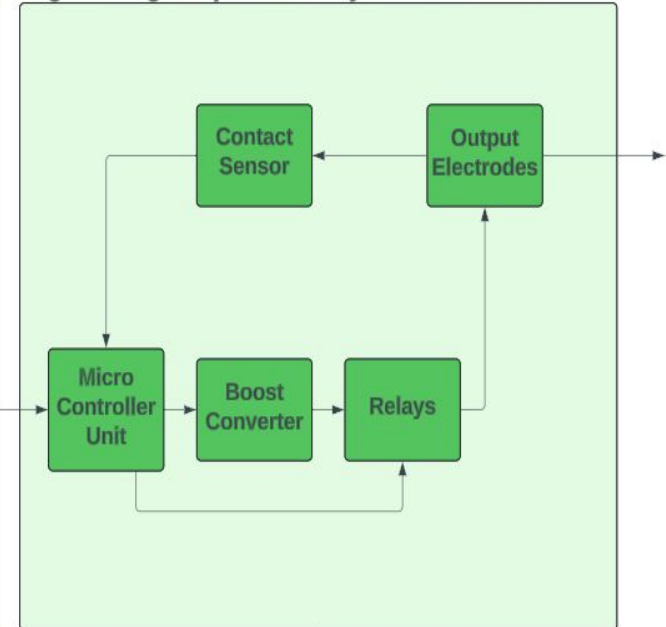 Contact
Sensor
Output
Electrodes
Micro
Controller
Unit
Boost
Converter
Relays